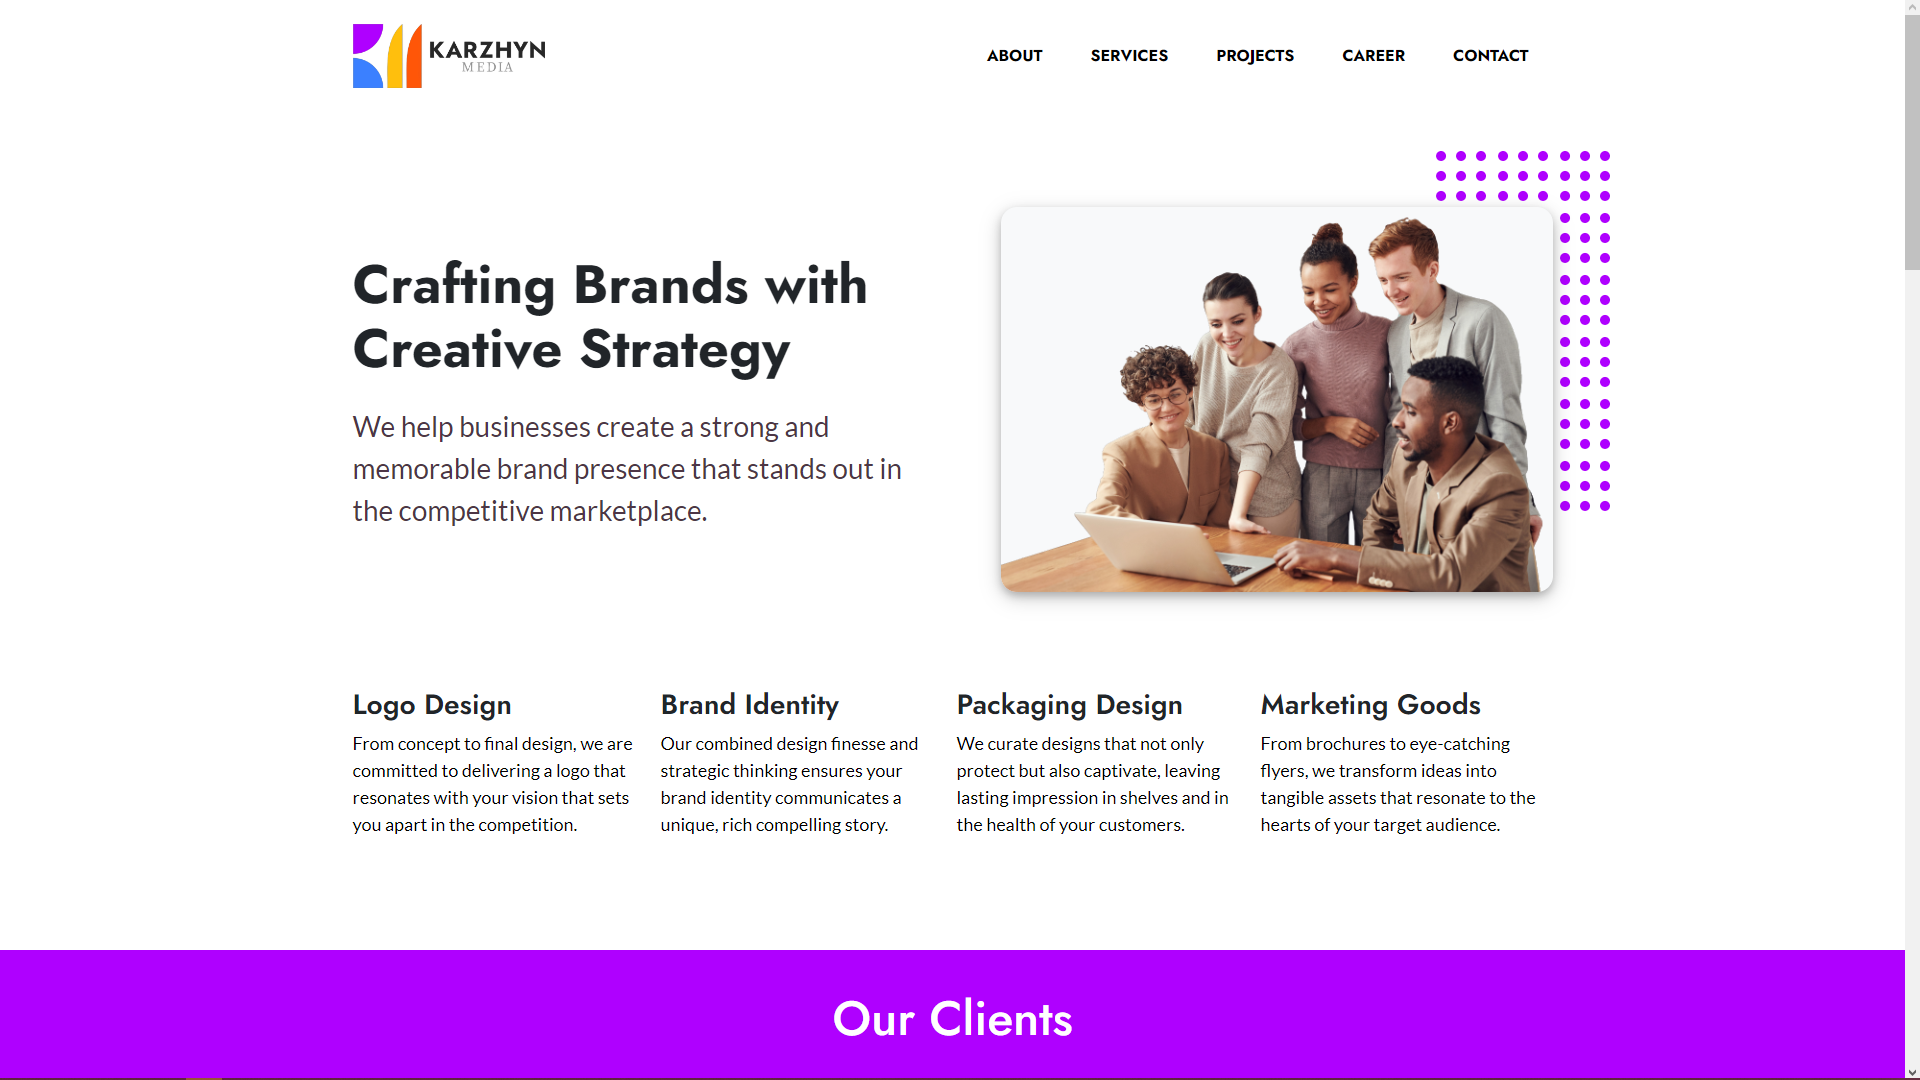 KARZHYN
MEDIA
ABOUT SERVICES PROJECTS CAREER CONTACT
Crafting Brands with
Creative Strategy
We help businesses create a strong and
memorable brand presence that stands out in
the competitive marketplace.
Logo Design
From concept to final design, we are
committed to delivering a logo that
resonates with your vision that sets
you apart in the competition.
Brand Identity
Our combined design finesse and
strategic thinking ensures your
brand identity communicates a
unique, rich compelling story.
Packaging Design
We curate designs that not only
protect but also captivate, leaving
lasting impression in shelves and in
the health of your customers.
Marketing Goods
From brochures to eye-catching
flyers, we transform ideas into
tangible assets that resonate to the
hearts of your target audience.
Our Clients